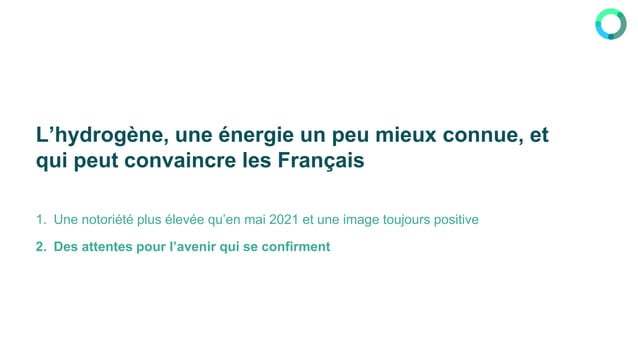 L’hydrogène, une énergie un peu mieux connue, et
qui peut convaincre les Français
1. Une notoriété plus élevée qu’en mai 2021 et une image toujours positive
2. Des attentes pour l’avenir qui se confirment